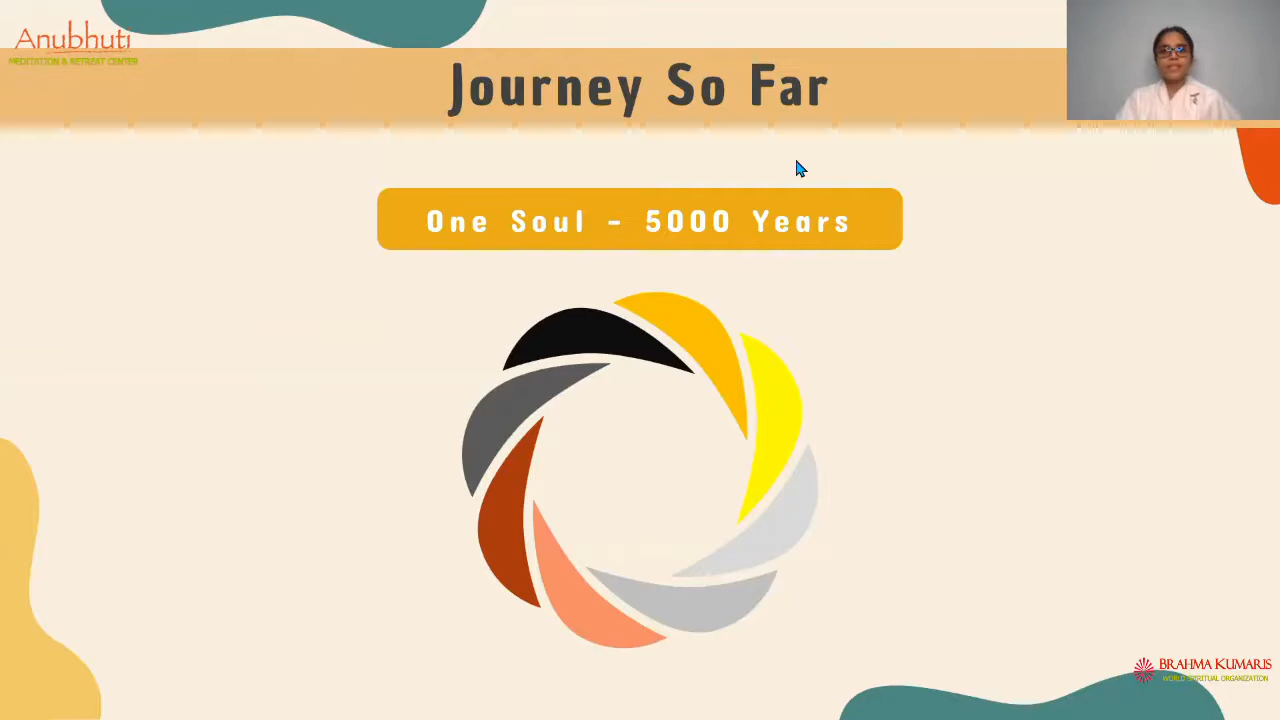 Anubhuti
MEDITATION & RETREAT CENTER
Journey So Far
One Soul - 5000 Years
BRAHMA KUMARIS
WORLD SPIRITUAL ORGANIZATION